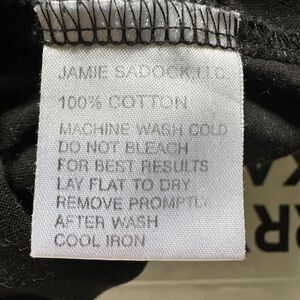 JAMIE SADOCK,LLC
100% COTTON
MACHINE WASH COLD
DO NOT BLEACH
FOR BEST RESULTS
LAY FLAT TO DRY
REMOVE PROMPTLY
AFTER WASH
COOL IRON